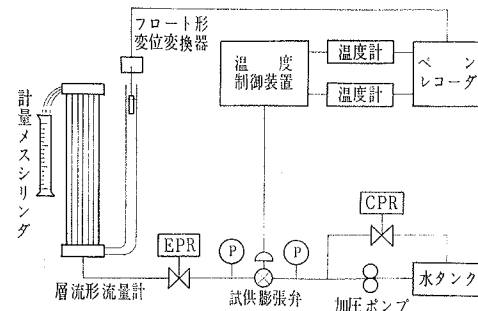 フロート形
変位変換器
温度
制御装置
温度計
温度計
ペン
レコーダ
計量メスシリンダ
EPR
P
P
CPR
層流形流量計
試供膨張弁
加圧ポンプ
水タンク